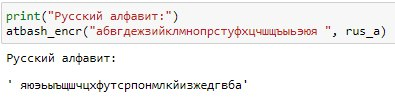 print("Русский алфавит:")
atbash_encr("абвгдежзийклмнопрстуфхцчшщъыьэюя ", rus_a)
Русский алфавит:
' яюэьыъщшчцхфутсрпонмлкйизжедгвба'